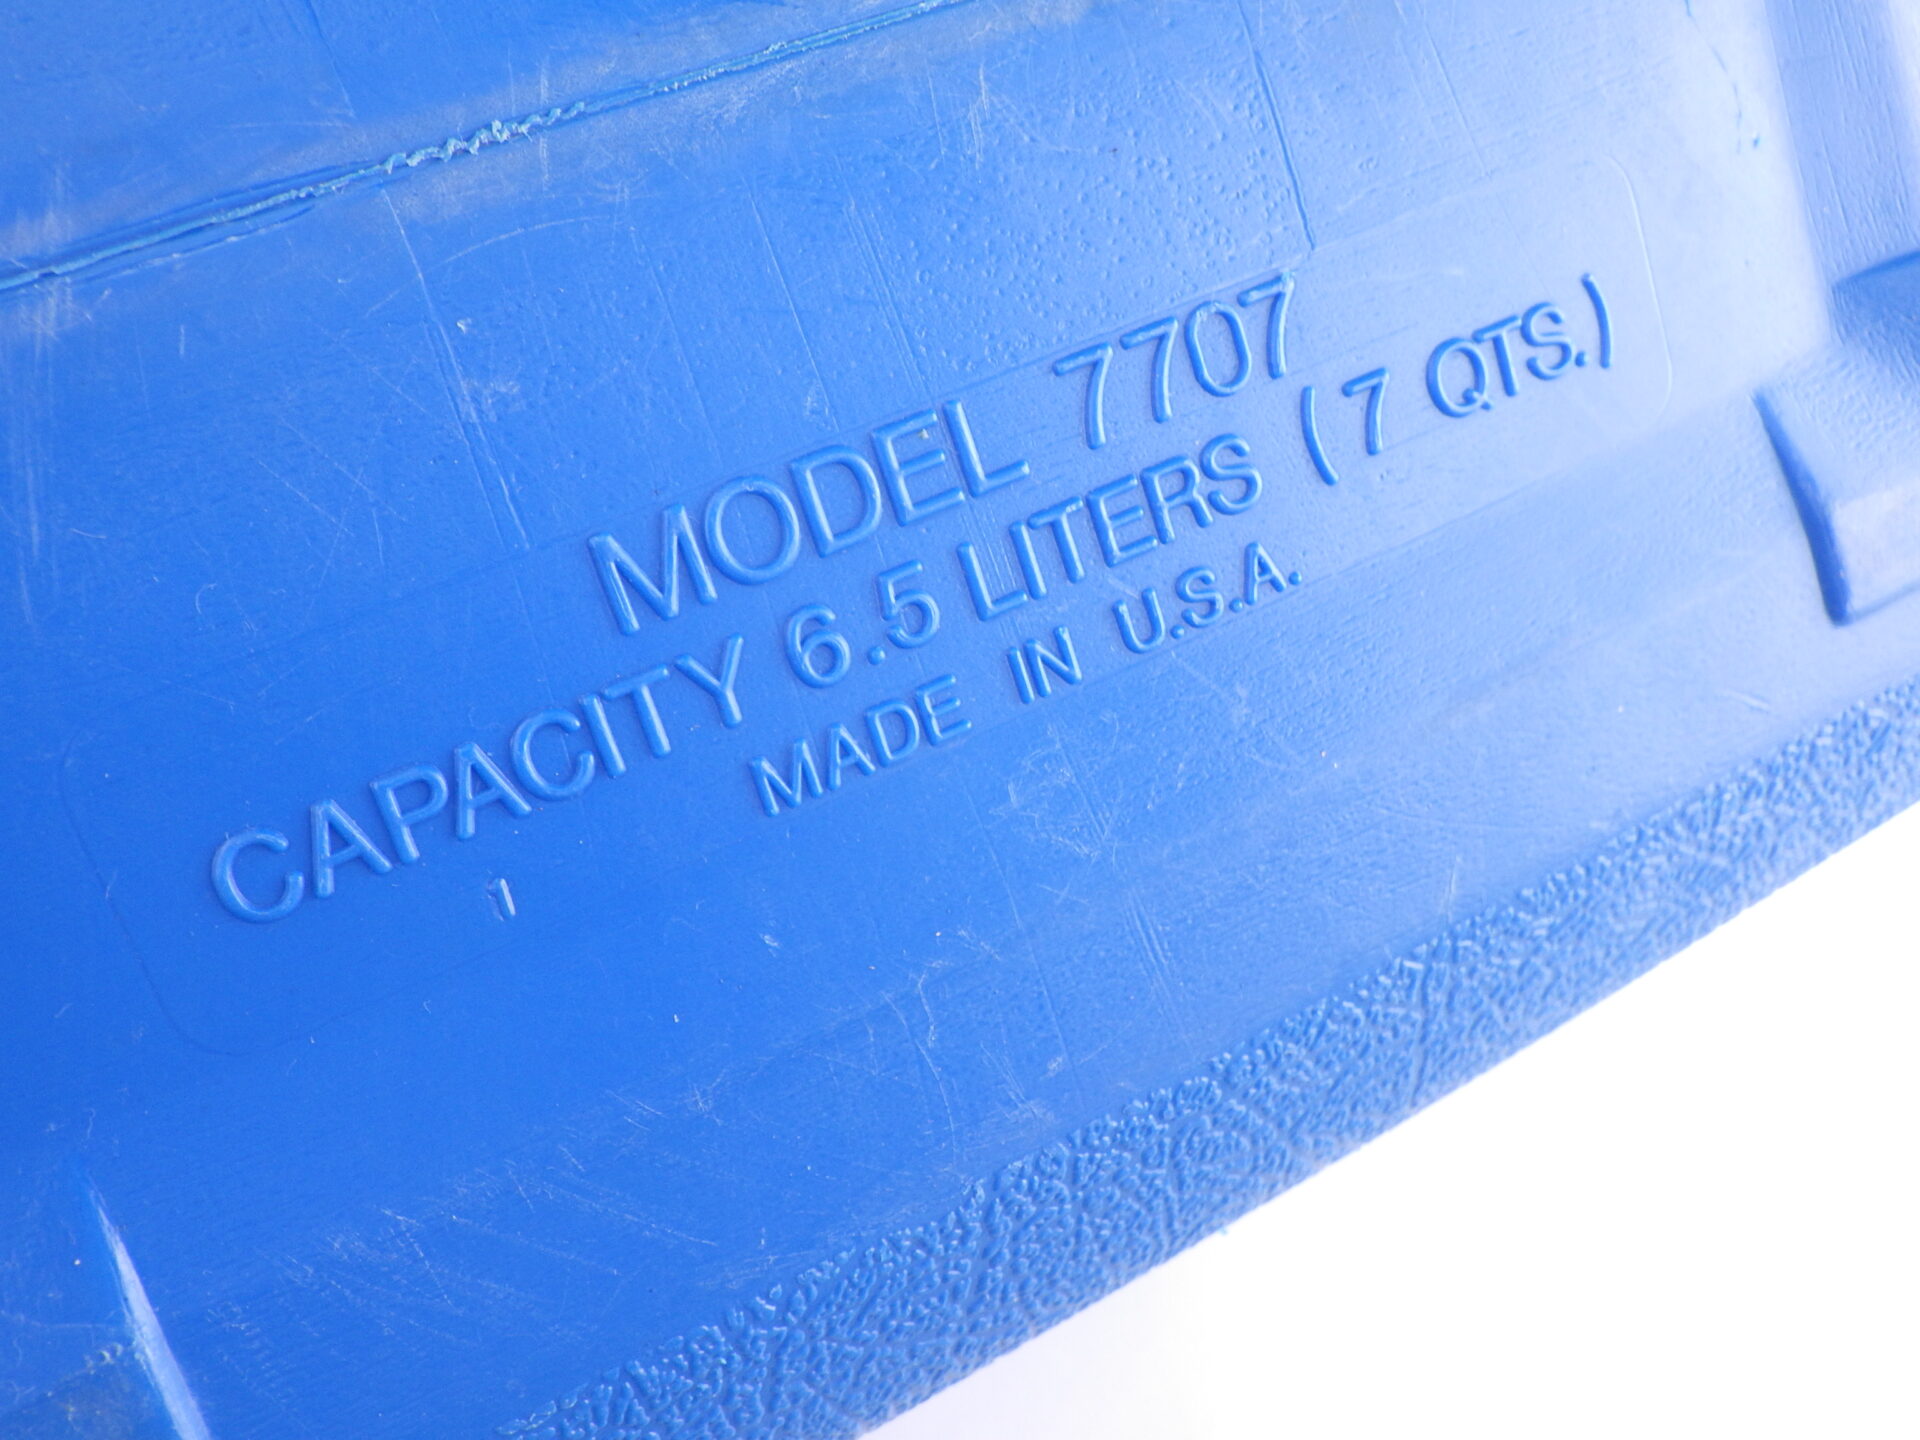 MODEL 7707
CAPACITY 6.5 LITERS (7 QTS.)
MADE IN U.S.A.
1